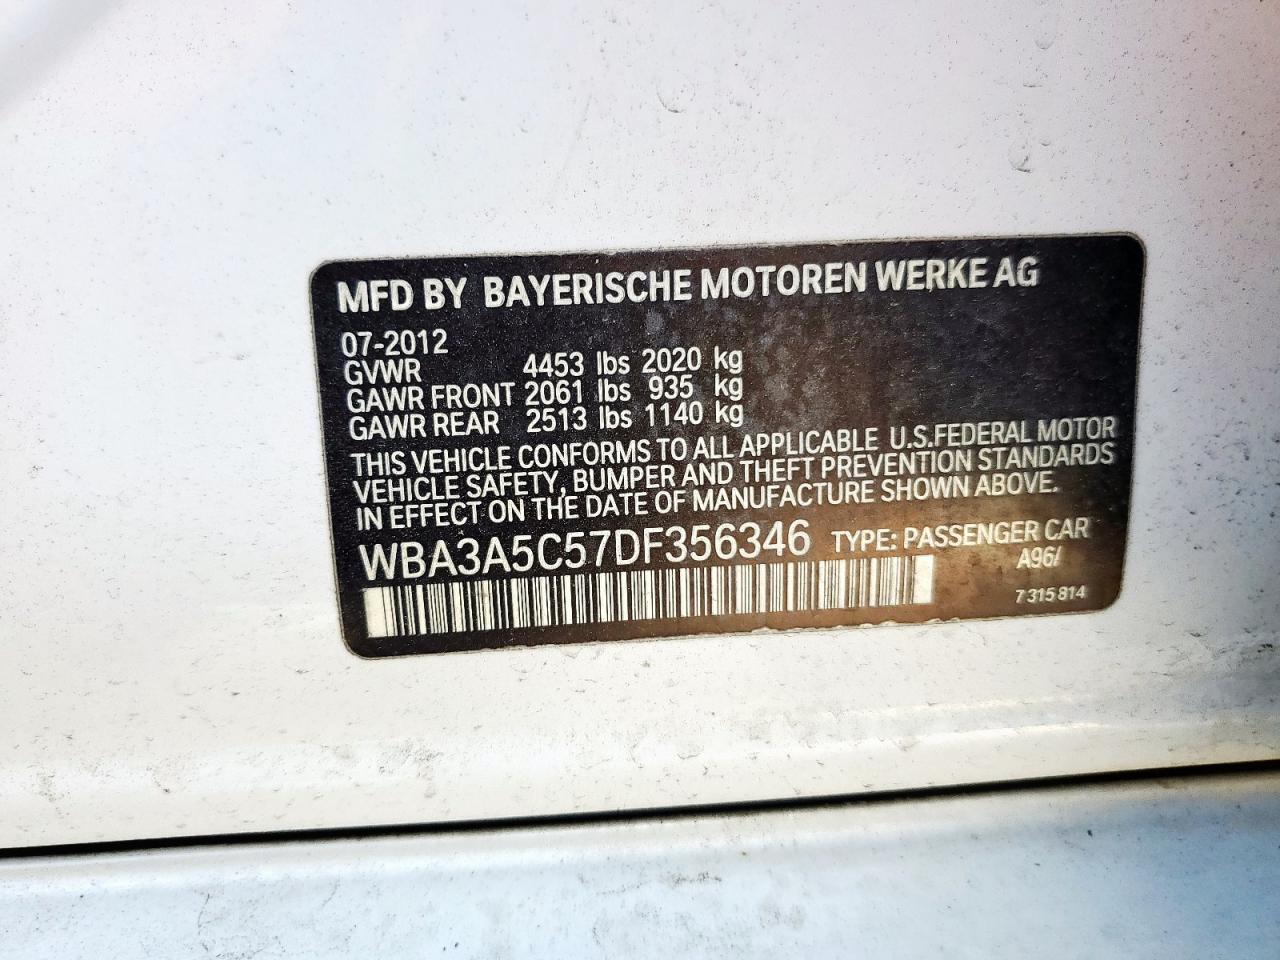 MFD BY BAYERISCHE MOTOREN WERKE AG
07-2012
GVWR 4453 lbs 2020 kg
GAWR FRONT 2061 lbs 935 kg
GAWR REAR 2513 lbs 1140 kg
THIS VEHICLE CONFORMS TO ALL APPLICABLE U.S.FEDERAL MOTOR
VEHICLE SAFETY, BUMPER AND THEFT PREVENTION STANDARDS
IN EFFECT ON THE DATE OF MANUFACTURE SHOWN ABOVE.
WBA3A5C57DF356346 TYPE: PASSENGER CAR
A96/
7 315 814